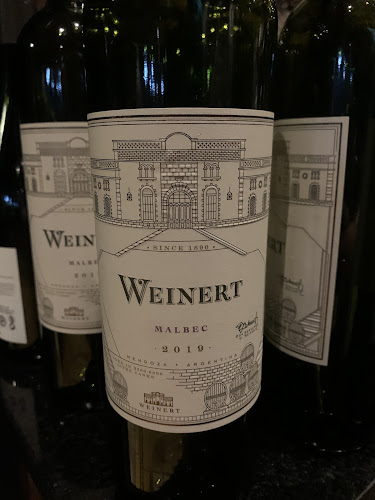 · SINCE 1890 ·
WEINERT
MALBEC
· 2019 ·
MENDOZA • ARGENTINA
WEINERT
WEINERT
MALBEC